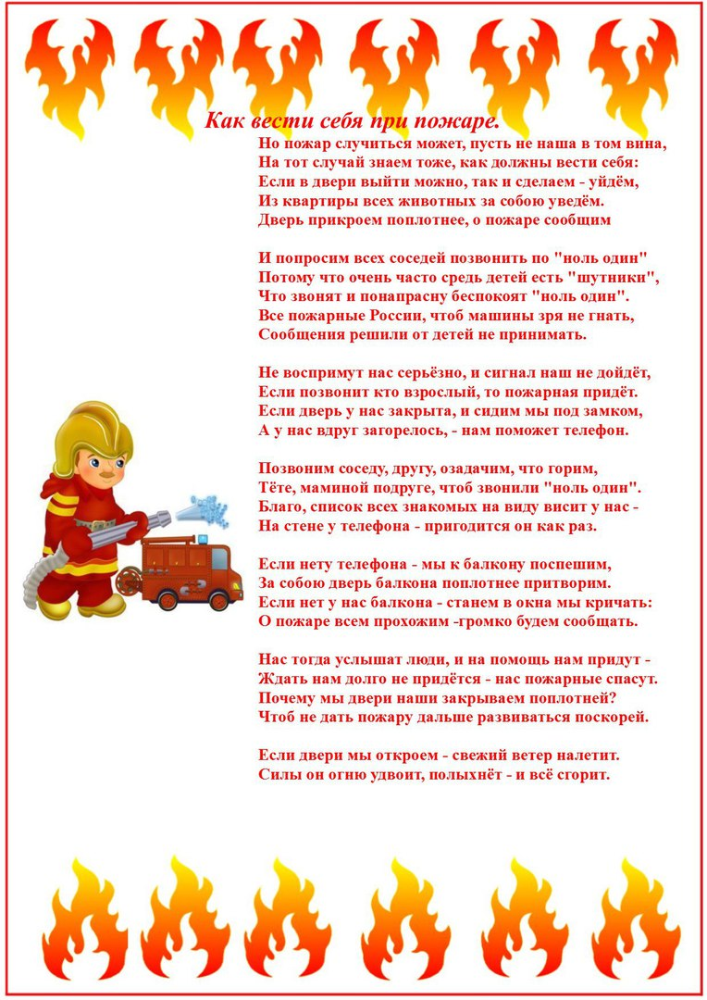 Как вести себя при пожаре.
Но пожар случиться может, пусть не наша в том вина,
На тот случай знаем тоже, как должны вести себя:
Если в двери выйти можно, так и сделаем - уйдём,
Из квартиры всех животных за собою уведём.
Дверь прикроем поплотнее, о пожаре сообщим
И попросим всех соседей позвонить по "ноль один"
Потому что очень часто средь детей есть "шутники",
Что звонят и понапрасну беспокоят "ноль один".
Все пожарные России, чтоб машины зря не гнать,
Сообщения решили от детей не принимать.
Не воспримут нас серьёзно, и сигнал наш не дойдёт,
Если позвонит кто взрослый, то пожарная придёт.
Если дверь у нас закрыта, и сидим мы под замком,
А у нас вдруг загорелось, - нам поможет телефон.
Позвоним соседу, другу, озадачим, что горим,
Тёте, маминой подруге, чтоб звонили "ноль один".
Благо, список всех знакомых на виду висит у нас -
На стене у телефона - пригодится он как раз.
Если нету телефона - мы к балкону поспешим,
За собою дверь балкона поплотнее притворим.
Если нет у нас балкона - станем в окна мы кричать:
О пожаре всем прохожим -громко будем сообщать.
Нас тогда услышат люди, и на помощь нам придут -
Ждать нам долго не придётся - нас пожарные спасут.
Почему мы двери наши закрываем поплотней?
Чтоб не дать пожару дальше развиваться поскорей.
Если двери мы откроем - свежий ветер налетит.
Силы он огню удвоит, полыхнёт - и всё сгорит.